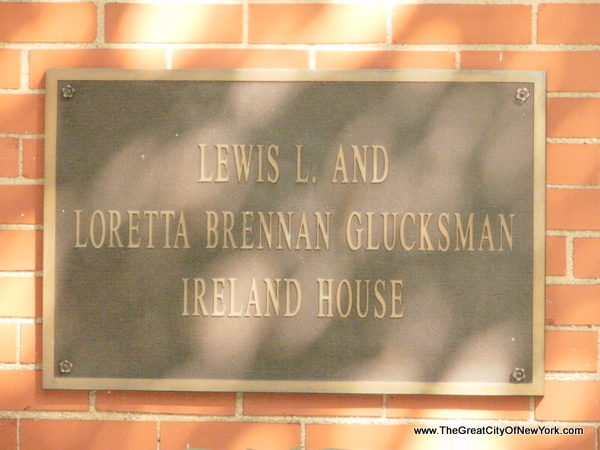 LEWIS L. AND
LORETTA BRENNAN GLUCKSMAN
IRELAND HOUSE
www.TheGreatCityOfNewYork.com